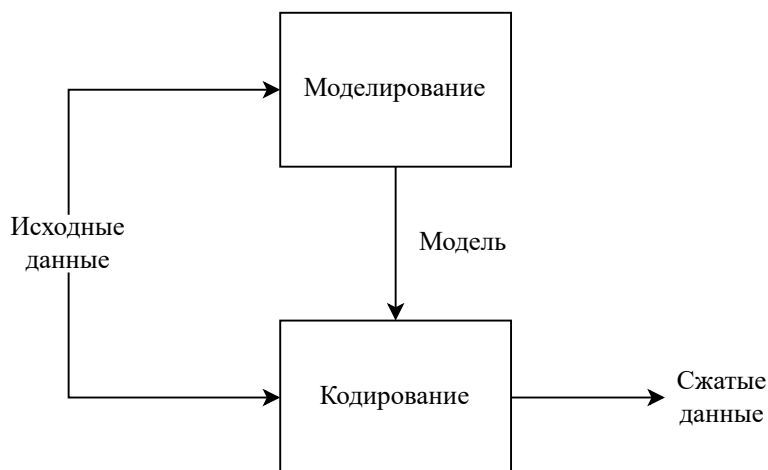 Моделирование
Исходные
данные
Модель
Кодирование
Сжатые
данные